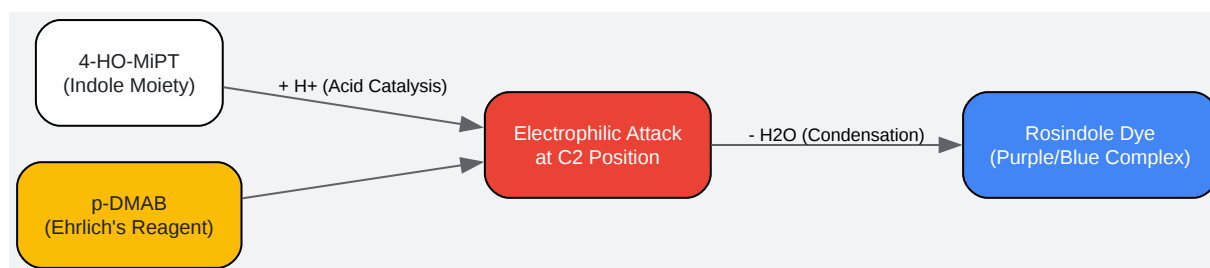 4-HO-MiPT
(Indole Moiety)
+ H+ (Acid Catalysis)
p-DMAB
(Ehrlich's Reagent)
Electrophilic Attack
at C2 Position
- H2O (Condensation)
Rosindole Dye
(Purple/Blue Complex)